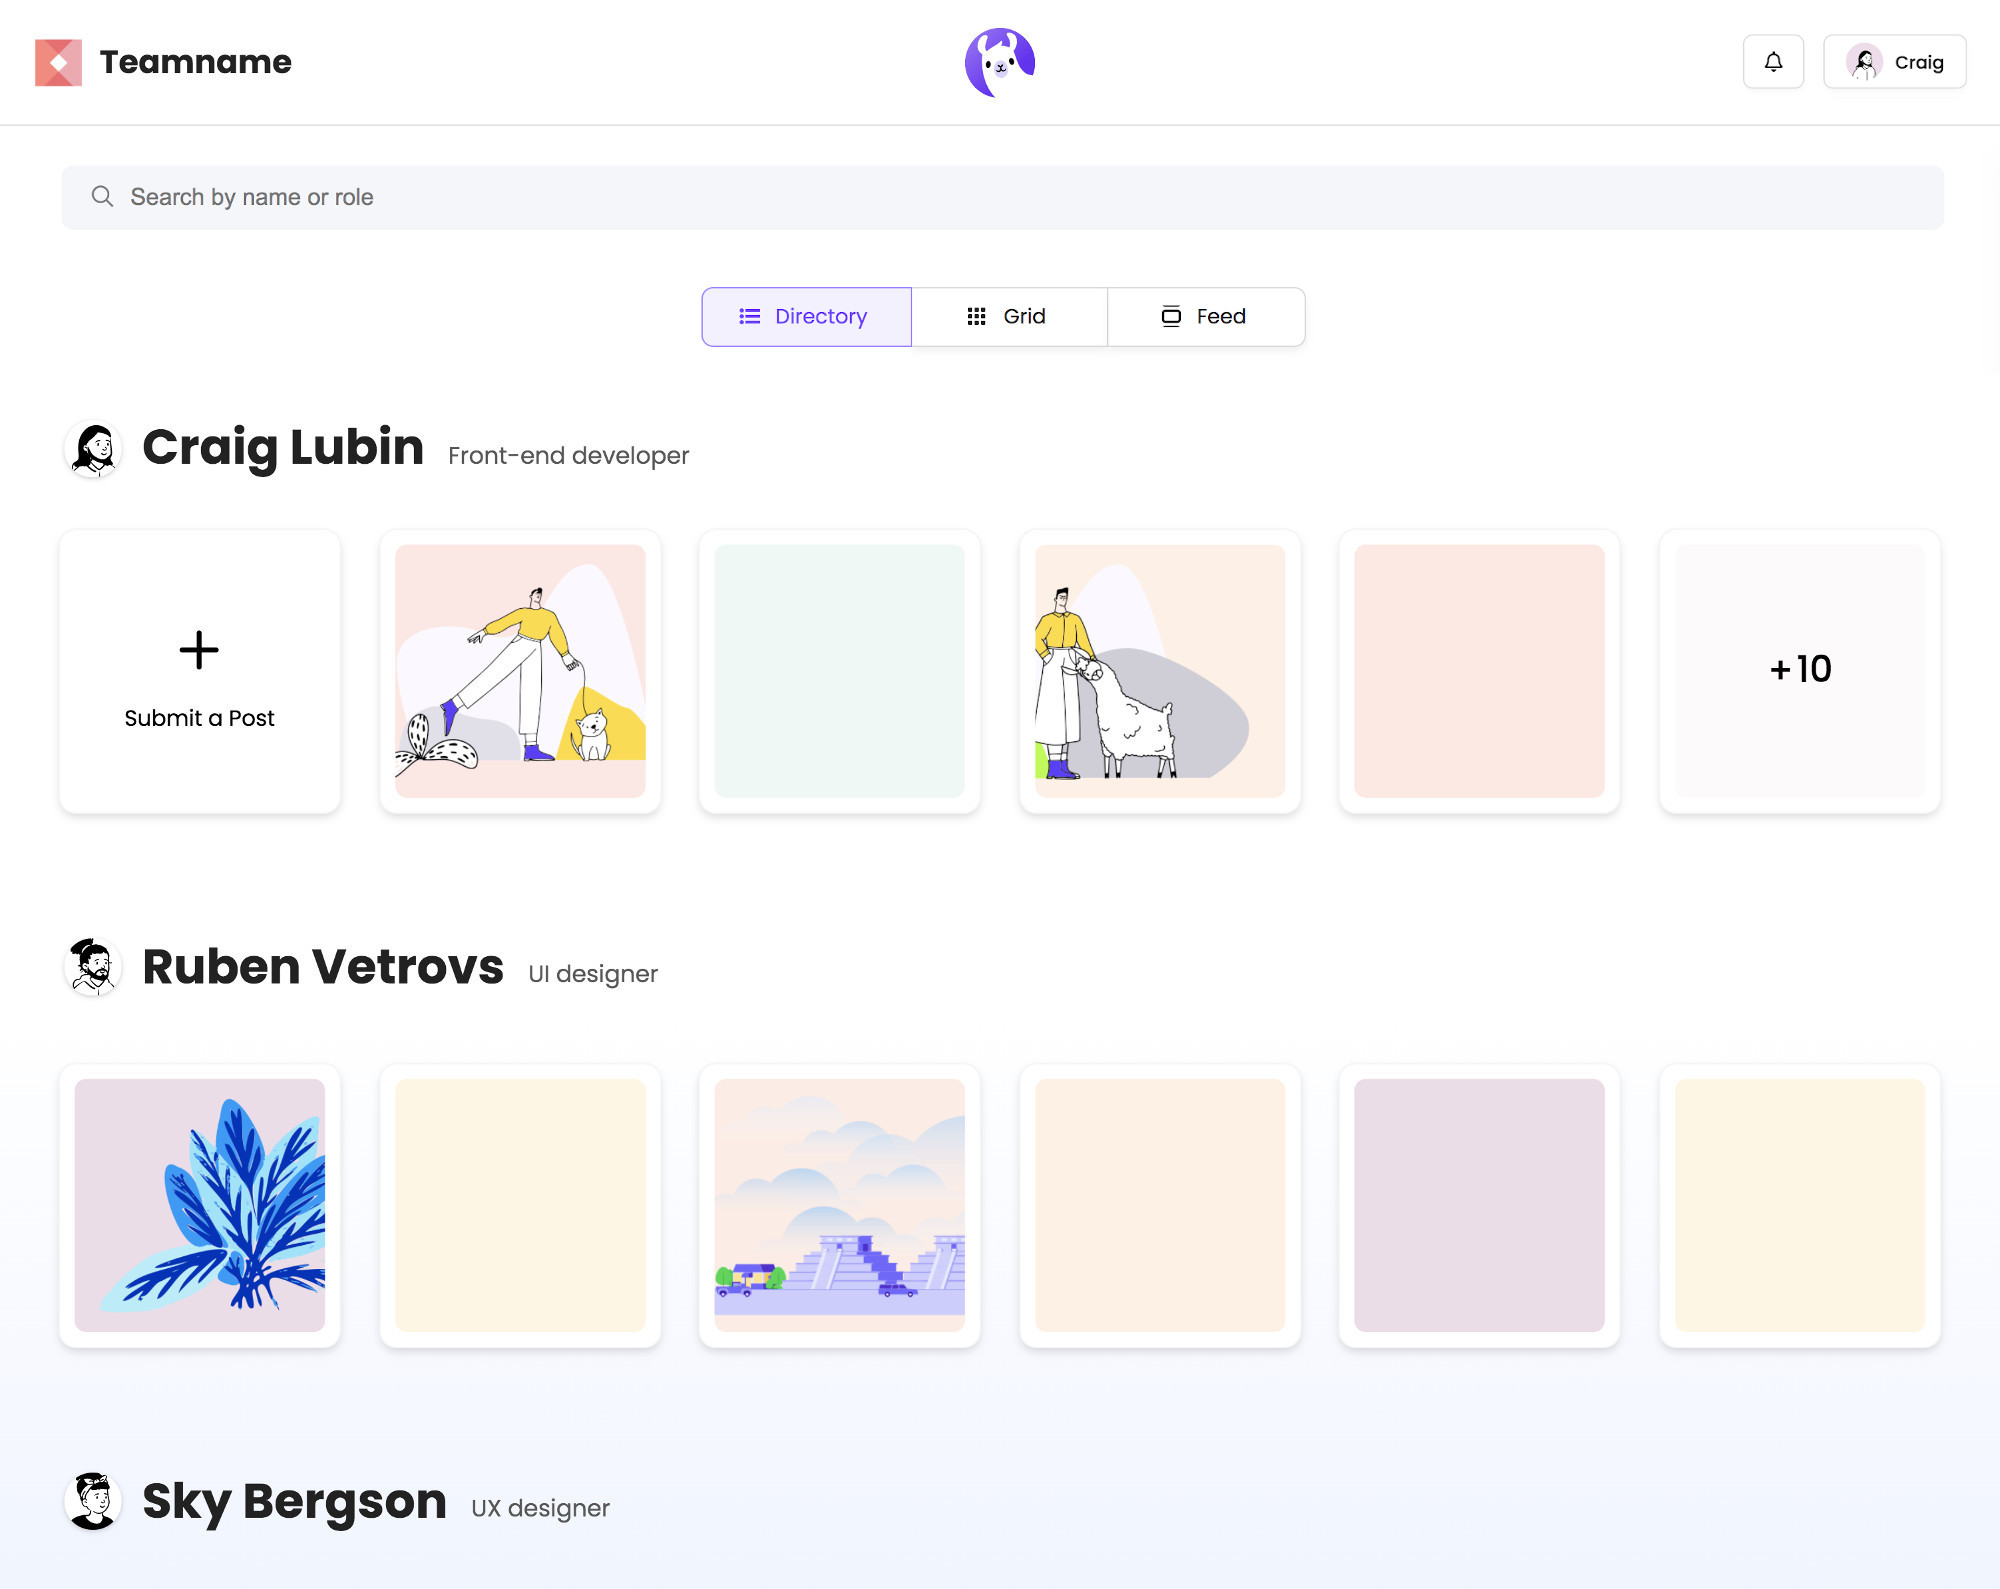 Teamname
Craig
Search by name or role
Directory
Grid
Feed
Craig Lubin Front-end developer
Submit a Post
+10
Ruben Vetrovs UI designer
Sky Bergson UX designer